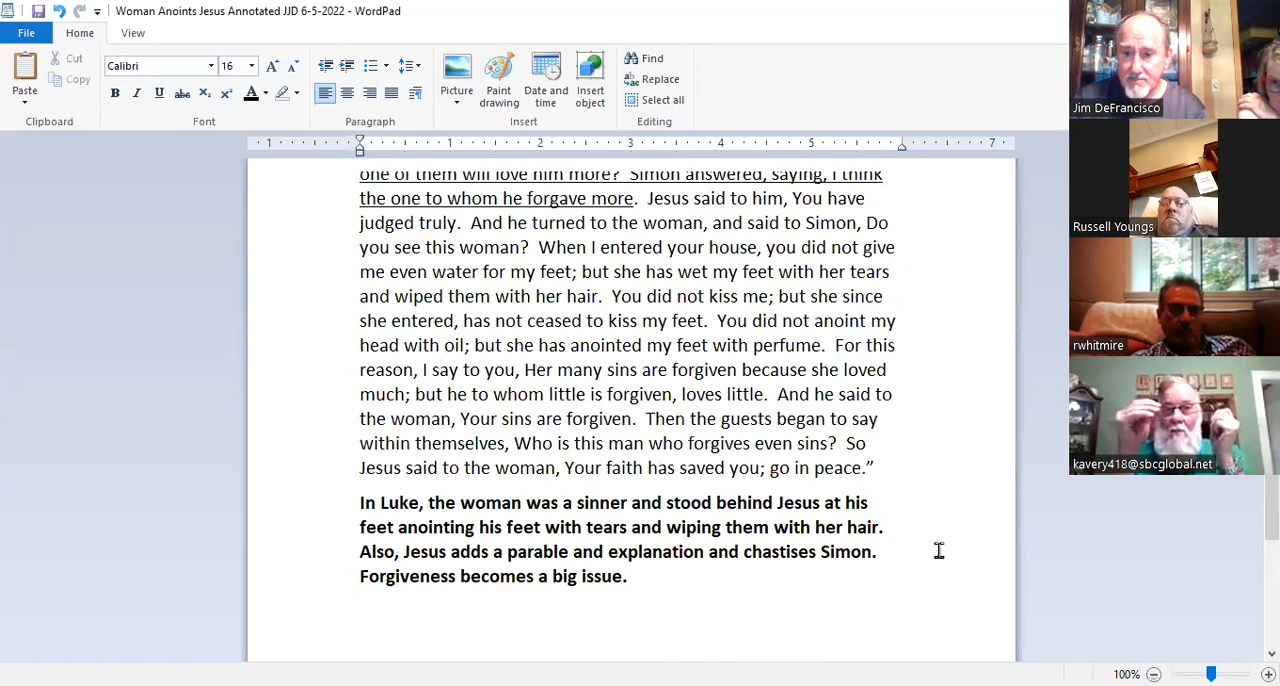 Woman Anoints Jesus Annotated JJD 6-5-2022 - WordPad
File
Home
View
Paste
Cut
Copy
Clipboard
Calibri
16
Font
Paragraph
Picture
Paint drawing
Date and time
Insert object
Insert
Find
Replace
Select all
Editing
1 1 2 3 4 5 7
one of them will love him more?  Simon answered, saying, I think
the one to whom he forgave more.  Jesus said to him, You have
judged truly.  And he turned to the woman, and said to Simon, Do
you see this woman?  When I entered your house, you did not give
me even water for my feet; but she has wet my feet with her tears
and wiped them with her hair.  You did not kiss me; but she since
she entered, has not ceased to kiss my feet.  You did not anoint my
head with oil; but she has anointed my feet with perfume.  For this
reason, I say to you, Her many sins are forgiven because she loved
much; but he to whom little is forgiven, loves little.  And he said to
the woman, Your sins are forgiven.  Then the guests began to say
within themselves, Who is this man who forgives even sins?  So
Jesus said to the woman, Your faith has saved you; go in peace.”
In Luke, the woman was a sinner and stood behind Jesus at his
feet anointing his feet with tears and wiping them with her hair.
Also, Jesus adds a parable and explanation and chastises Simon.
Forgiveness becomes a big issue.
Jim DeFrancisco
Russell Youngs
rwhitmire
kavery418@sbcglobal.net
100%